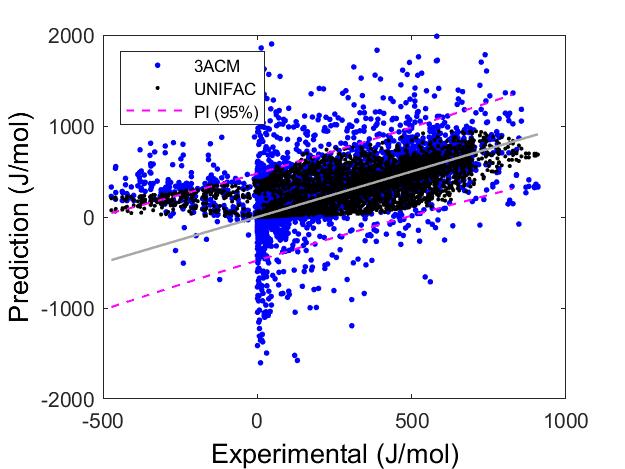 2000
1000
0
-1000
-2000
-500
0
500
1000
3ACM
UNIFAC
PI (95%)
Prediction (J/mol)
Experimental (J/mol)